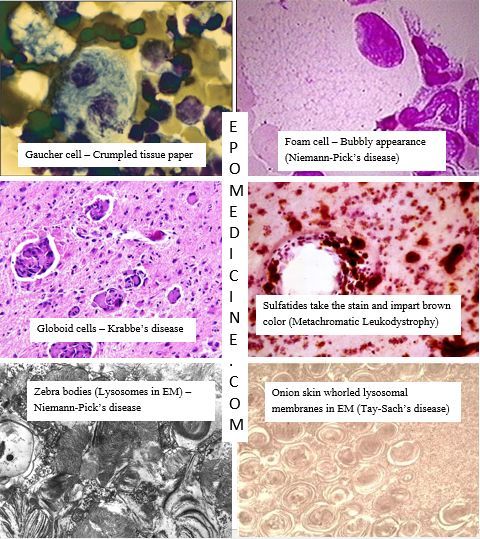 Gaucher cell – Crumpled tissue paper
Foam cell – Bubbly appearance
(Niemann-Pick's disease)
Globoid cells – Krabbe's disease
Sulfatides take the stain and impart brown
color (Metachromatic Leukodystrophy)
Zebra bodies (Lysosomes in EM) –
Niemann-Pick's disease
Onion skin whorled lysosomal
membranes in EM (Tay-Sach's disease)
EPOMEDICINE.COM